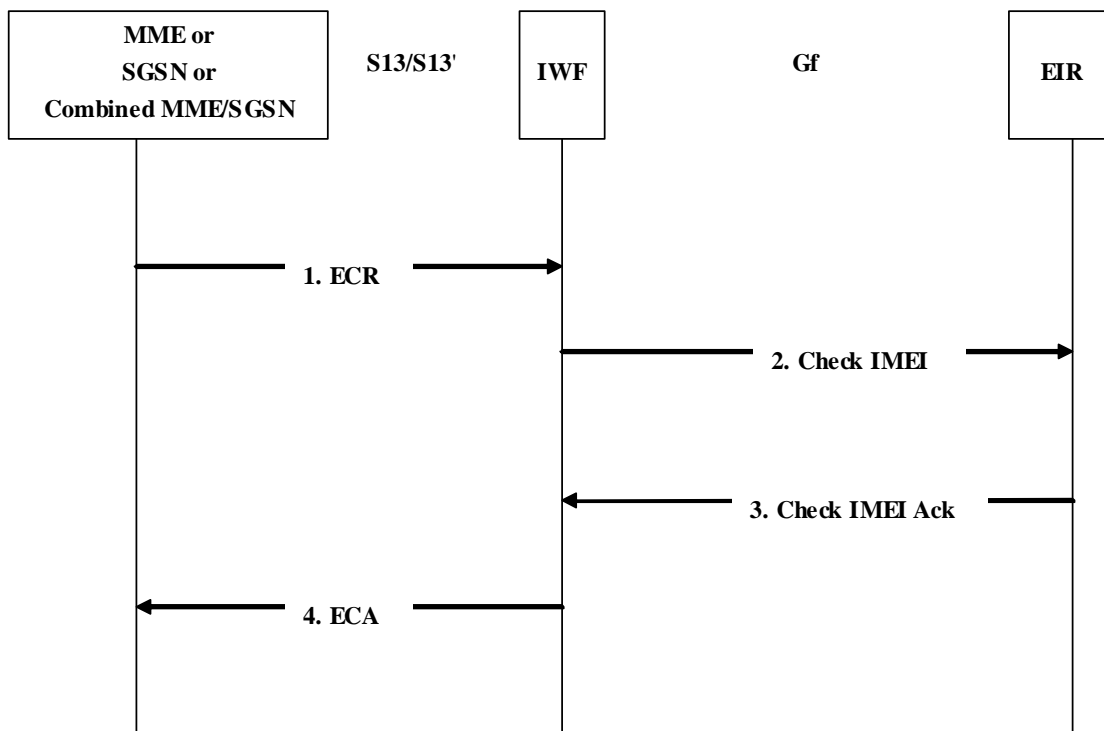 MME or
SGSN or
Combined MME/SGSN
S13/S13'
IWF
Gf
EIR
1. ECR
2. Check IMEI
3. Check IMEI Ack
4. ECA